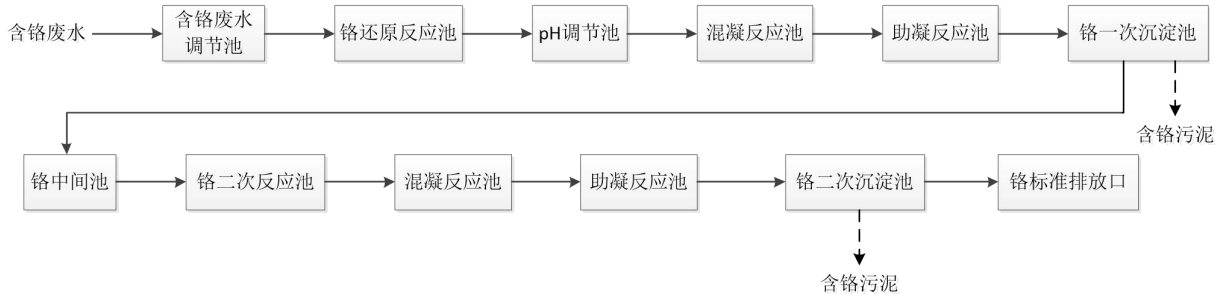 含铬废水
含铬废水
调节池
铬还原反应池
pH调节池
混凝反应池
助凝反应池
铬一次沉淀池
含铬污泥
铬中间池
铬二次反应池
混凝反应池
助凝反应池
铬二次沉淀池
铬标准排放口
含铬污泥